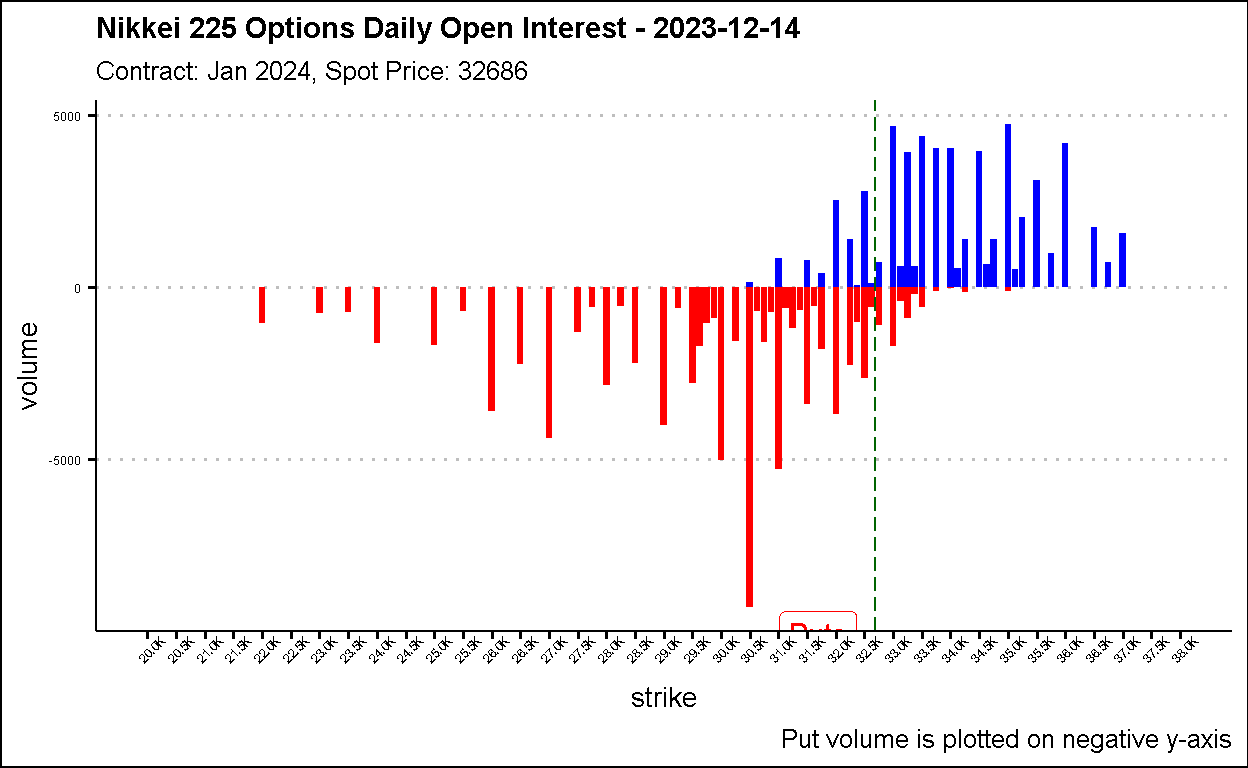 Nikkei 225 Options Daily Open Interest - 2023-12-14
Contract: Jan 2024, Spot Price: 32686
5000
0
-5000
volume
20.0K
20.5K
21.0K
21.5K
22.0K
22.5K
23.0K
23.5K
24.0K
24.5K
25.0K
25.5K
26.0K
26.5K
27.0K
27.5K
28.0K
28.5K
29.0K
29.5K
30.0K
30.5K
31.0K
31.5K
32.0K
32.5K
33.0K
33.5K
34.0K
34.5K
35.0K
35.5K
36.0K
36.5K
37.0K
37.5K
38.0K
strike
Put volume is plotted on negative y-axis